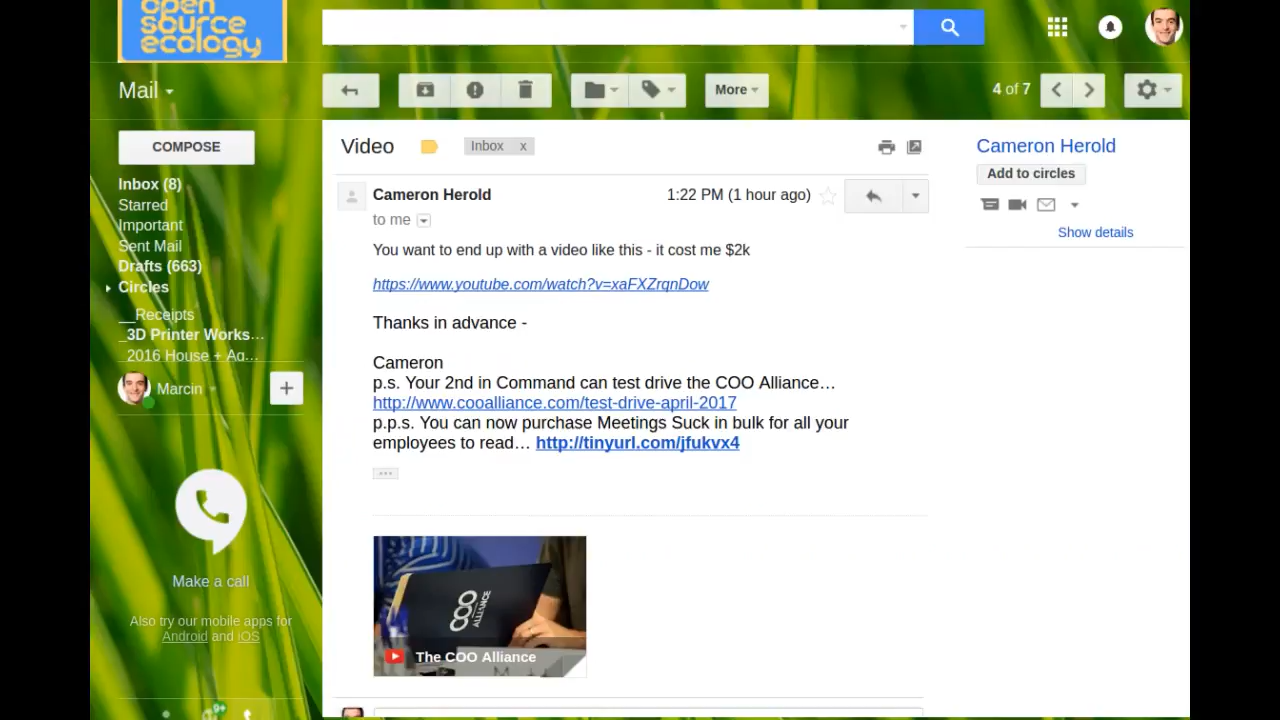 open
source
ecology
Mail
4 of 7
More
COMPOSE
Inbox (8)
Starred
Important
Sent Mail
Drafts (663)
Circles
__Receipts
_3D Printer Works…
_2016 House + Ag…
Marcin
Make a call
Also try our mobile apps for
Android and iOS
9+
Video
Inbox x
Cameron Herold
1:22 PM (1 hour ago)
to me
You want to end up with a video like this - it cost me $2k
https://www.youtube.com/watch?v=xaFXZrqnDow
Thanks in advance -
Cameron
p.s. Your 2nd in Command can test drive the COO Alliance…
http://www.cooalliance.com/test-drive-april-2017
p.p.s. You can now purchase Meetings Suck in bulk for all your
employees to read… http://tinyurl.com/jfukvx4
COO
ALLIANCE
The COO Alliance
Cameron Herold
Add to circles
Show details